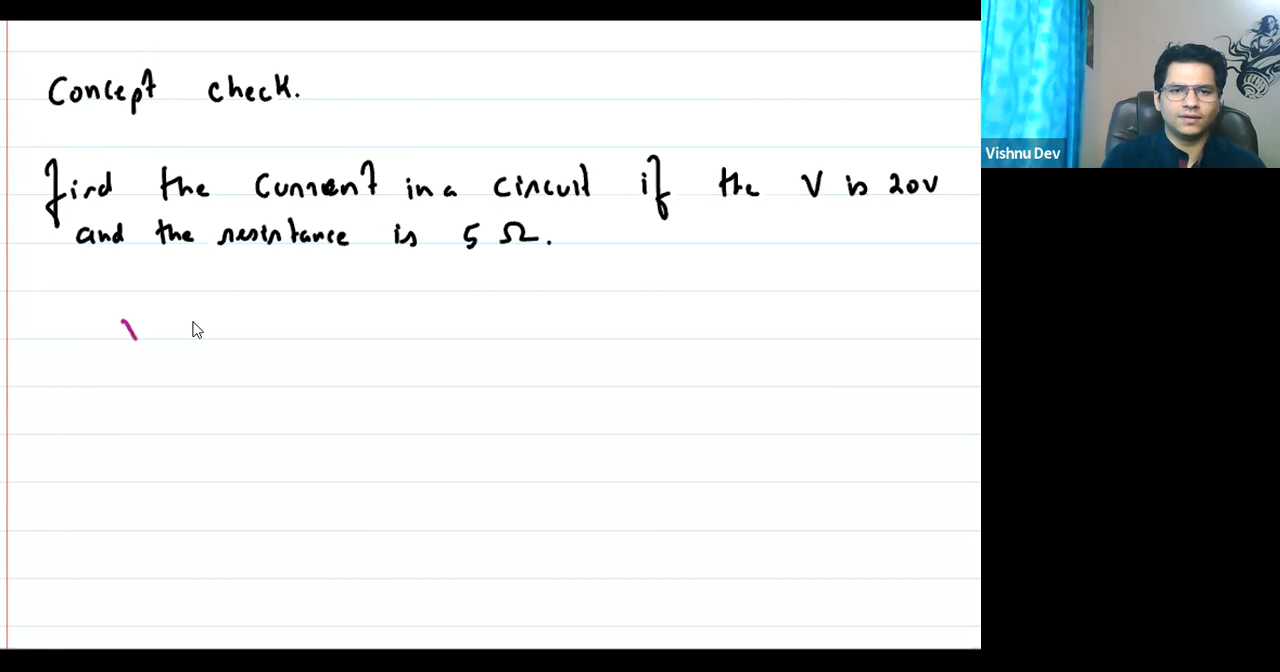 Concept check.
find the current in a circuit if the V is 20V
and the resistance is 5 Ω.
Vishnu Dev